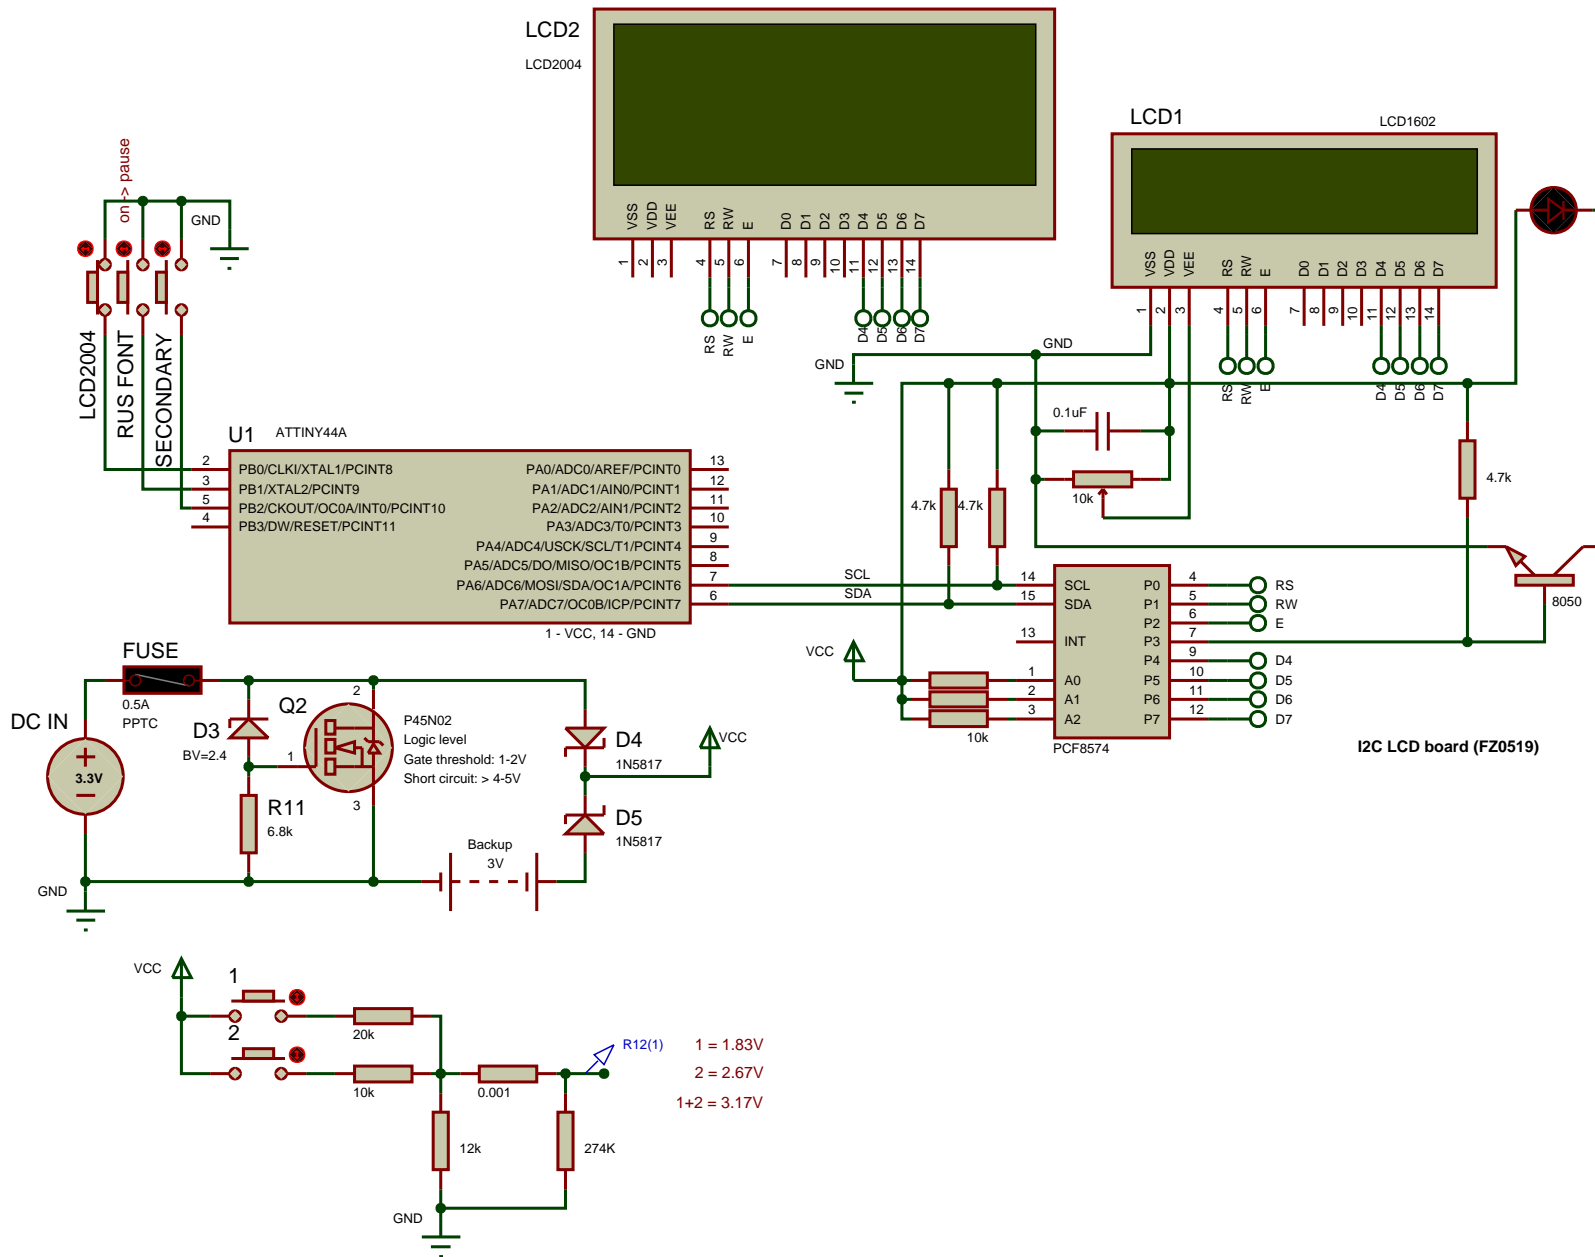 LCD2
LCD2004
VSS
VDD
VEE
RS
RW
E
D0
D1
D2
D3
D4
D5
D6
D7
1
2
3
4
5
6
7
8
9
10
11
12
13
14
RS
RW
E
D4
D5
D6
D7
LCD1
LCD1602
VSS
VDD
VEE
RS
RW
E
D0
D1
D2
D3
D4
D5
D6
D7
1
2
3
4
5
6
7
8
9
10
11
12
13
14
RS
RW
E
D4
D5
D6
D7
on -> pause
GND
LCD2004
RUS FONT
SECONDARY
U1
ATTINY44A
2
PB0/CLKI/XTAL1/PCINT8
3
PB1/XTAL2/PCINT9
5
PB2/CKOUT/OC0A/INT0/PCINT10
4
PB3/DW/RESET/PCINT11
PA0/ADC0/AREF/PCINT0
13
PA1/ADC1/AIN0/PCINT1
12
PA2/ADC2/AIN1/PCINT2
11
PA3/ADC3/T0/PCINT3
10
PA4/ADC4/USCK/SCL/T1/PCINT4
9
PA5/ADC5/DO/MISO/OC1B/PCINT5
8
PA6/ADC6/MOSI/SDA/OC1A/PCINT6
7
PA7/ADC7/OC0B/ICP/PCINT7
6
1 - VCC, 14 - GND
GND
GND
0.1uF
10k
4.7k
4.7k
4.7k
SCL
SDA
14
SCL
15
SDA
13
INT
1
A0
2
A1
3
A2
P0
4
RS
P1
5
RW
P2
6
E
P3
7
P4
9
D4
P5
10
D5
P6
11
D6
P7
12
D7
8050
VCC
10k
PCF8574
I2C LCD board (FZ0519)
FUSE
0.5A
PPTC
DC IN
3.3V
D3
BV=2.4
Q2
2
1
3
P45N02
Logic level
Gate threshold: 1-2V
Short circuit: > 4-5V
R11
6.8k
D4
1N5817
VCC
D5
1N5817
Backup
3V
GND
VCC
1
2
20k
10k
0.001
12k
274K
GND
R12(1)
1 = 1.83V
2 = 2.67V
1+2 = 3.17V